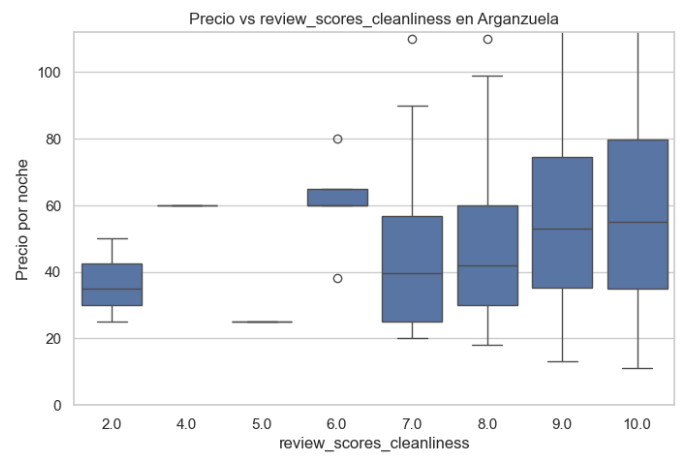 Precio vs review_scores_cleanliness en Arganzuela
Precio por noche
100
80
60
40
20
0
2.0 4.0 5.0 6.0 7.0 8.0 9.0 10.0
review_scores_cleanliness